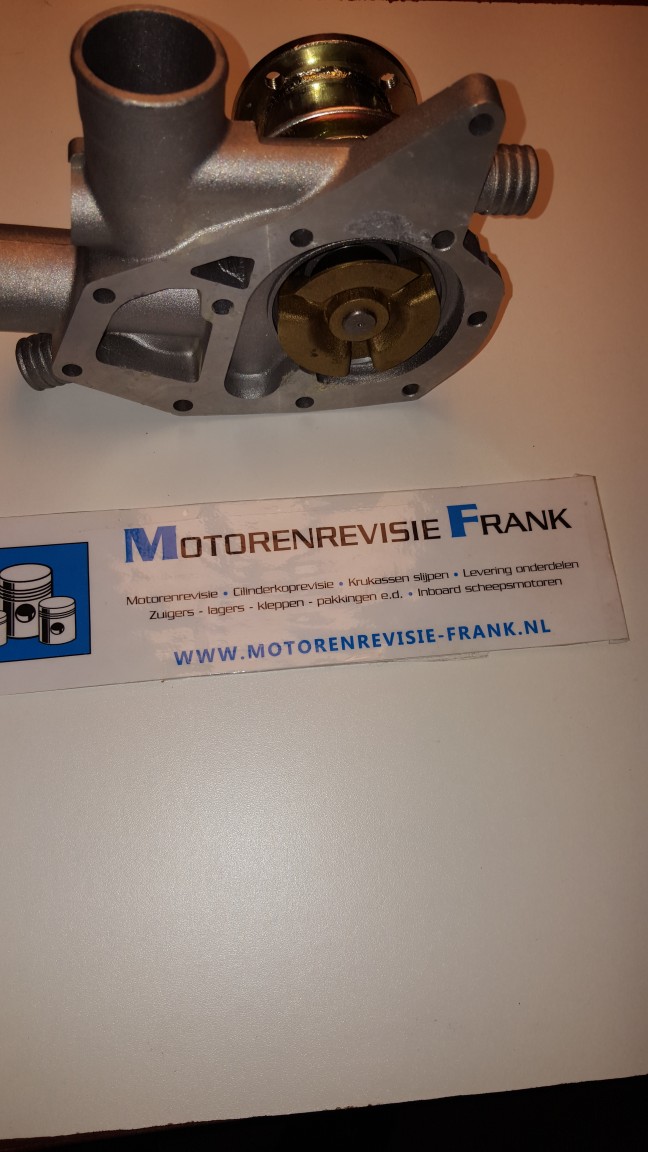 MOTORENREVISIE FRANK
Motorenrevisie • Cilinderkoprevisie • Krukassen slijpen • Levering onderdelen
Zuigers - lagers - kleppen - pakkingen e.d. • Inboard scheepsmotoren
WWW.MOTORENREVISIE-FRANK.NL